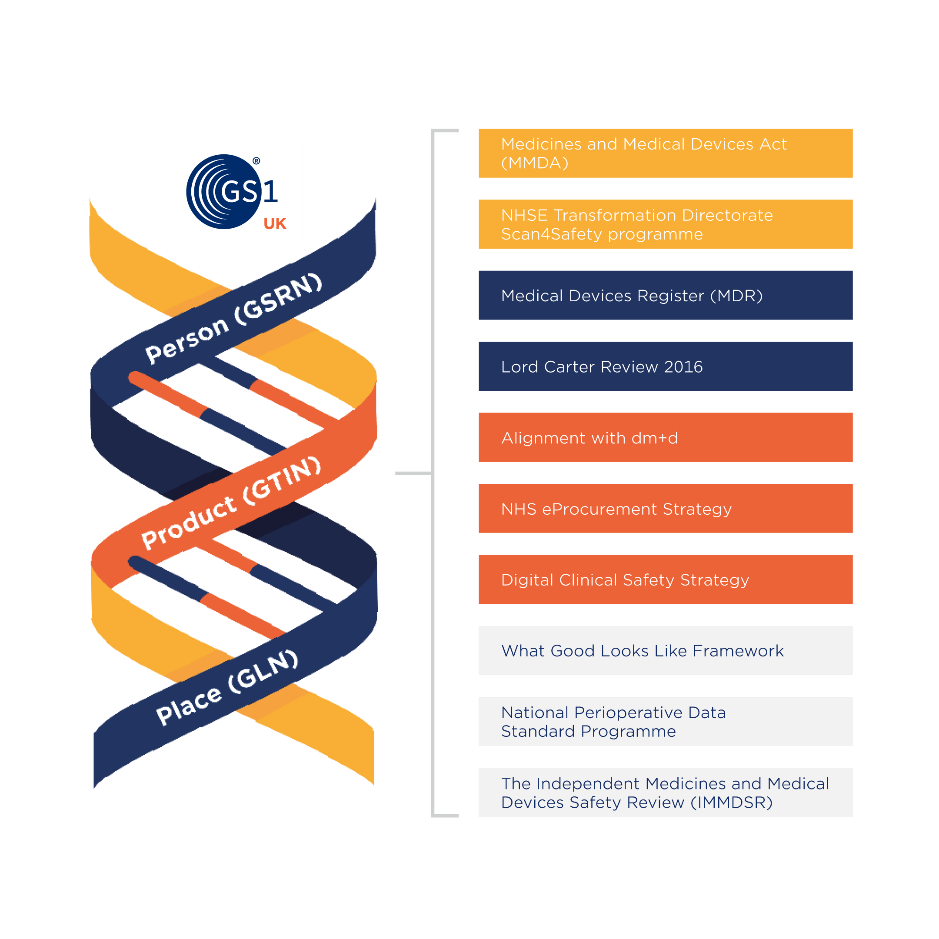 GS1®
UK
Person (GSRN)
Product (GTIN)
Place (GLN)
Medicines and Medical Devices Act
(MMDA)
NHSE Transformation Directorate
Scan4Safety programme
Medical Devices Register (MDR)
Lord Carter Review 2016
Alignment with dm+d
NHS eProcurement Strategy
Digital Clinical Safety Strategy
What Good Looks Like Framework
National Perioperative Data
Standard Programme
The Independent Medicines and Medical
Devices Safety Review (IMMDSR)